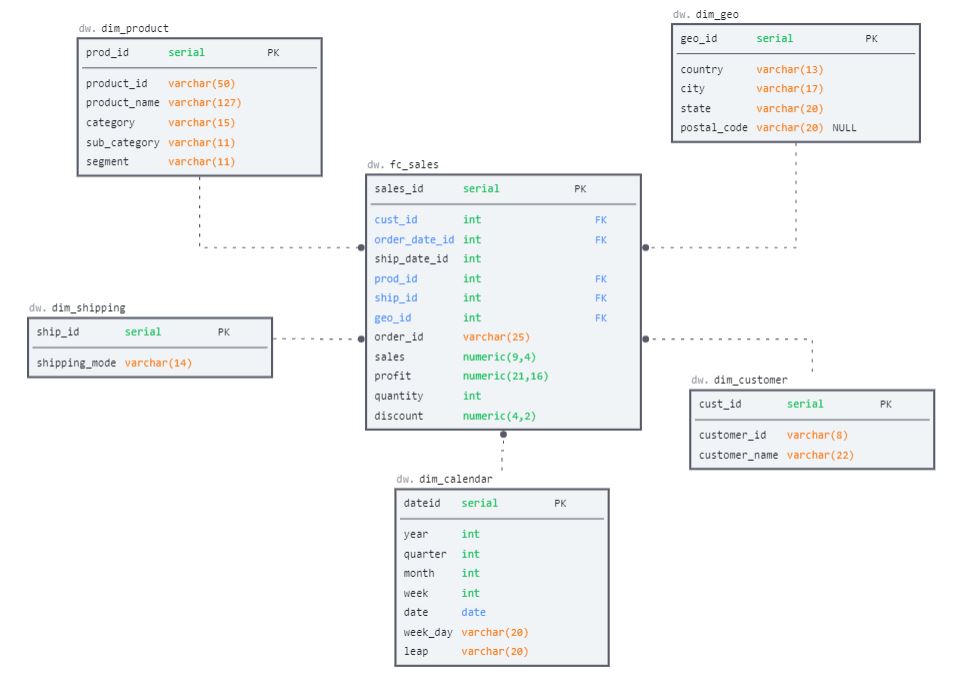 dw. dim_product
prod_id serial PK
product_id varchar(50)
product_name varchar(127)
category varchar(15)
sub_category varchar(11)
segment varchar(11)
dw. dim_geo
geo_id serial PK
country varchar(13)
city varchar(17)
state varchar(20)
postal_code varchar(20) NULL
dw. fc_sales
sales_id serial PK
cust_id int FK
order_date_id int FK
ship_date_id int
prod_id int FK
ship_id int FK
geo_id int FK
order_id varchar(25)
sales numeric(9,4)
profit numeric(21,16)
quantity int
discount numeric(4,2)
dw. dim_shipping
ship_id serial PK
shipping_mode varchar(14)
dw. dim_customer
cust_id serial PK
customer_id varchar(8)
customer_name varchar(22)
dw. dim_calendar
dateid serial PK
year int
quarter int
month int
week int
date date
week_day varchar(20)
leap varchar(20)